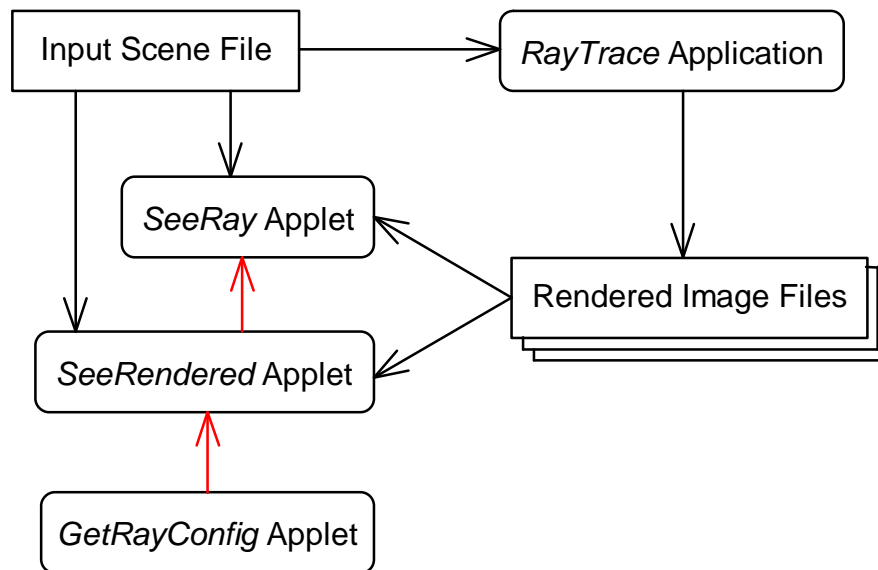 Input Scene File
RayTrace Application
SeeRay Applet
Rendered Image Files
SeeRendered Applet
GetRayConfig Applet